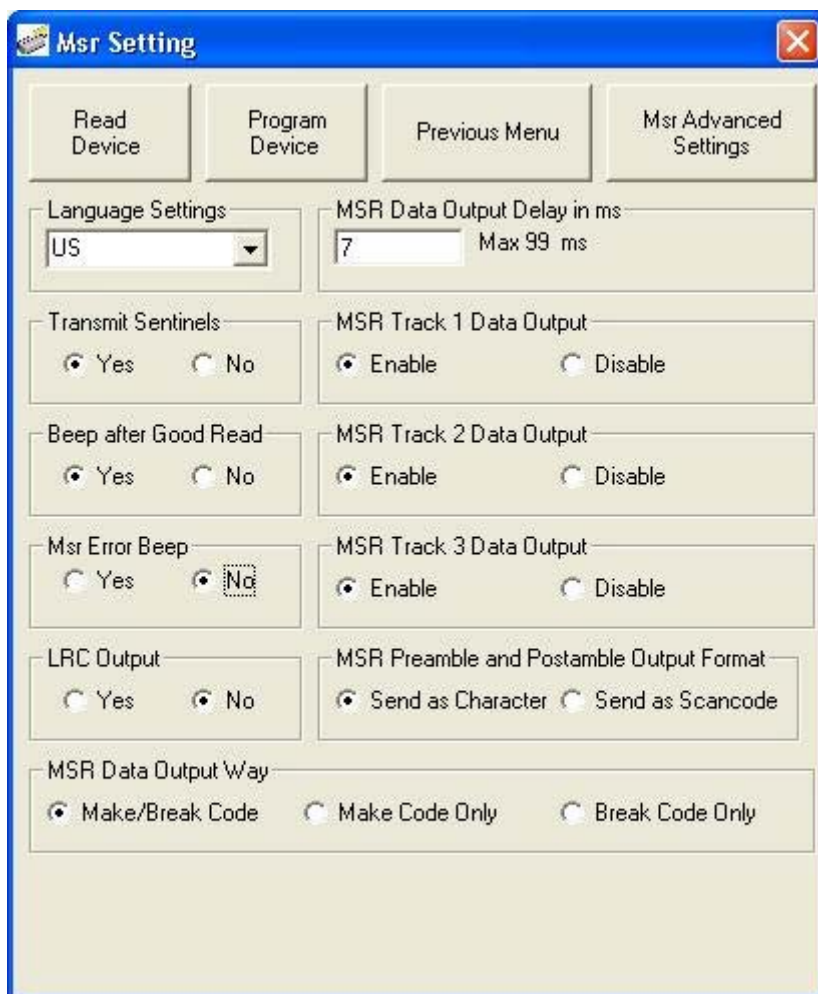 Msr Setting
Read Device
Program Device
Previous Menu
Msr Advanced Settings
Language Settings
US
MSR Data Output Delay in ms
7
Max 99 ms
Transmit Sentinels
Yes No
MSR Track 1 Data Output
Enable Disable
Beep after Good Read
Yes No
MSR Track 2 Data Output
Enable Disable
Msr Error Beep
Yes No
MSR Track 3 Data Output
Enable Disable
LRC Output
Yes No
MSR Preamble and Postamble Output Format
Send as Character Send as Scancode
MSR Data Output Way
Make/Break Code Make Code Only Break Code Only